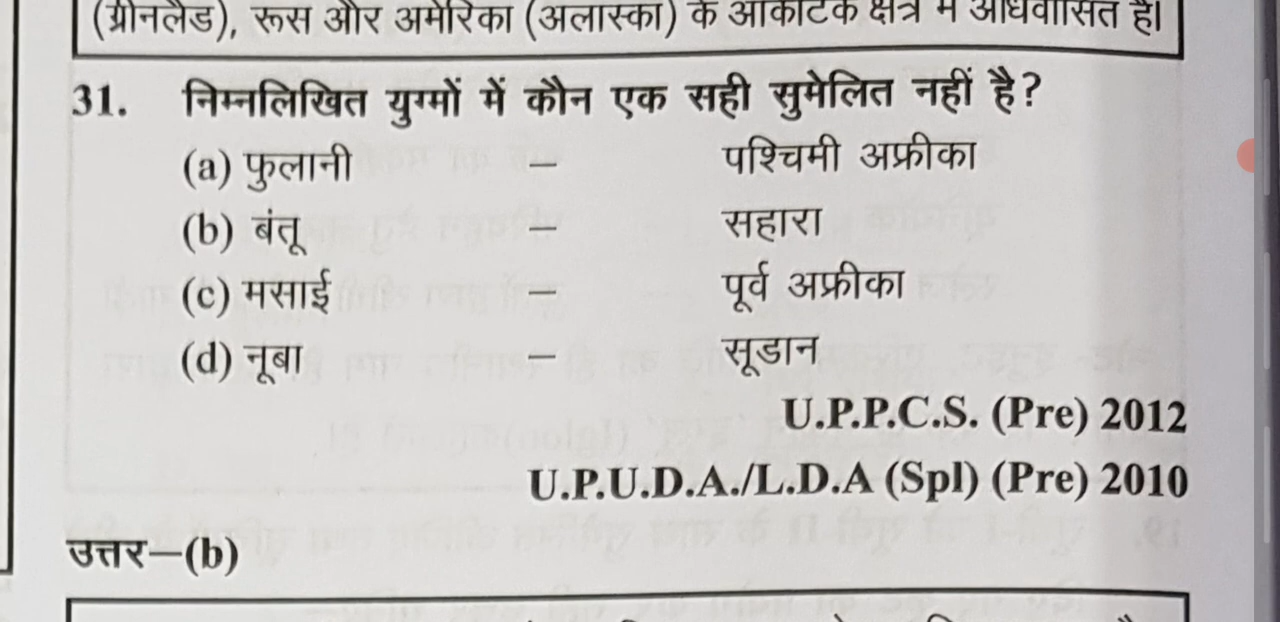 (ग्रीनलैंड), रूस और अमेरिका (अलास्का) के आर्कटिक क्षेत्र में अधिवासित हैं।
31. निम्नलिखित युग्मों में कौन एक सही सुमेलित नहीं है?
(a) फुलानी – पश्चिमी अफ्रीका
(b) बंतू – सहारा
(c) मसाई – पूर्व अफ्रीका
(d) नूबा – सूडान
U.P.P.C.S. (Pre) 2012
U.P.U.D.A./L.D.A (Spl) (Pre) 2010
उत्तर—(b)